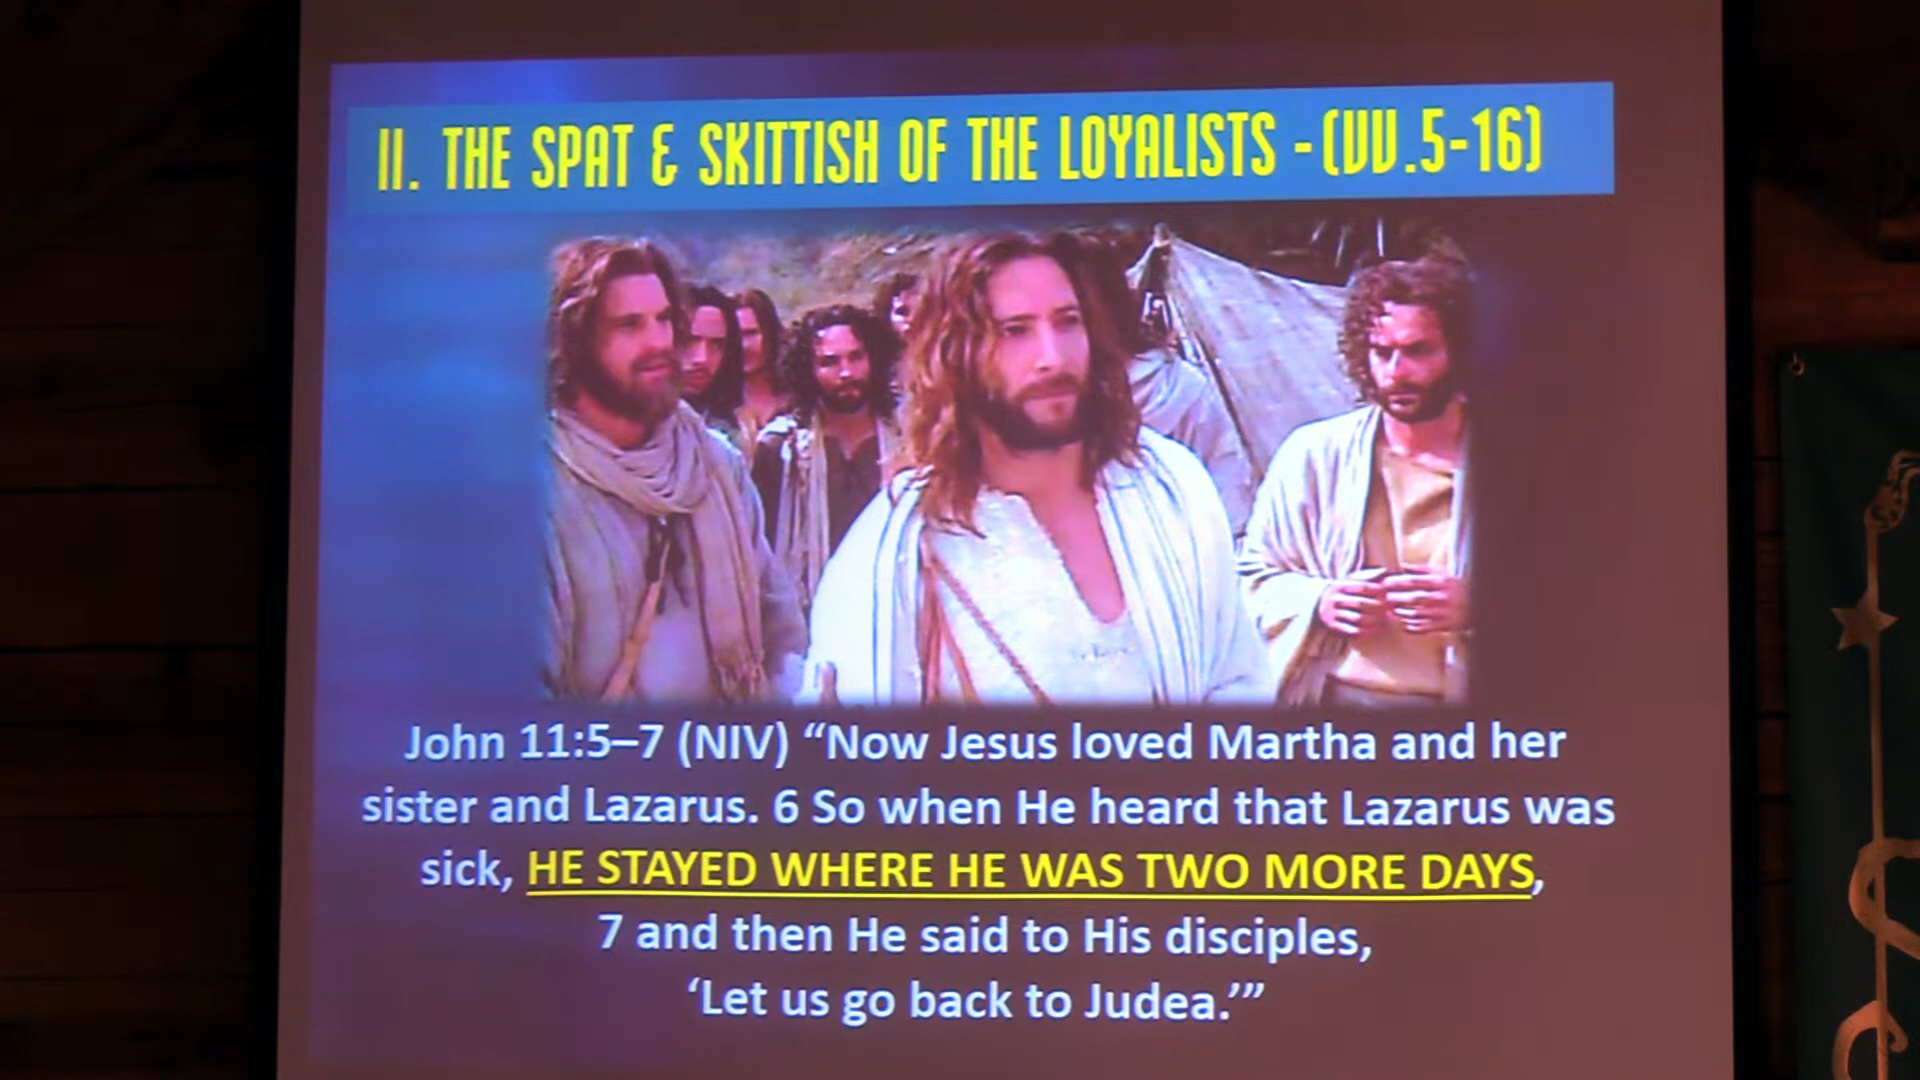 II. THE SPAT & SKITTISH OF THE LOYALISTS - (VV.5-16)
John 11:5–7 (NIV) “Now Jesus loved Martha and her
sister and Lazarus. 6 So when He heard that Lazarus was
sick, HE STAYED WHERE HE WAS TWO MORE DAYS,
7 and then He said to His disciples,
‘Let us go back to Judea.’”